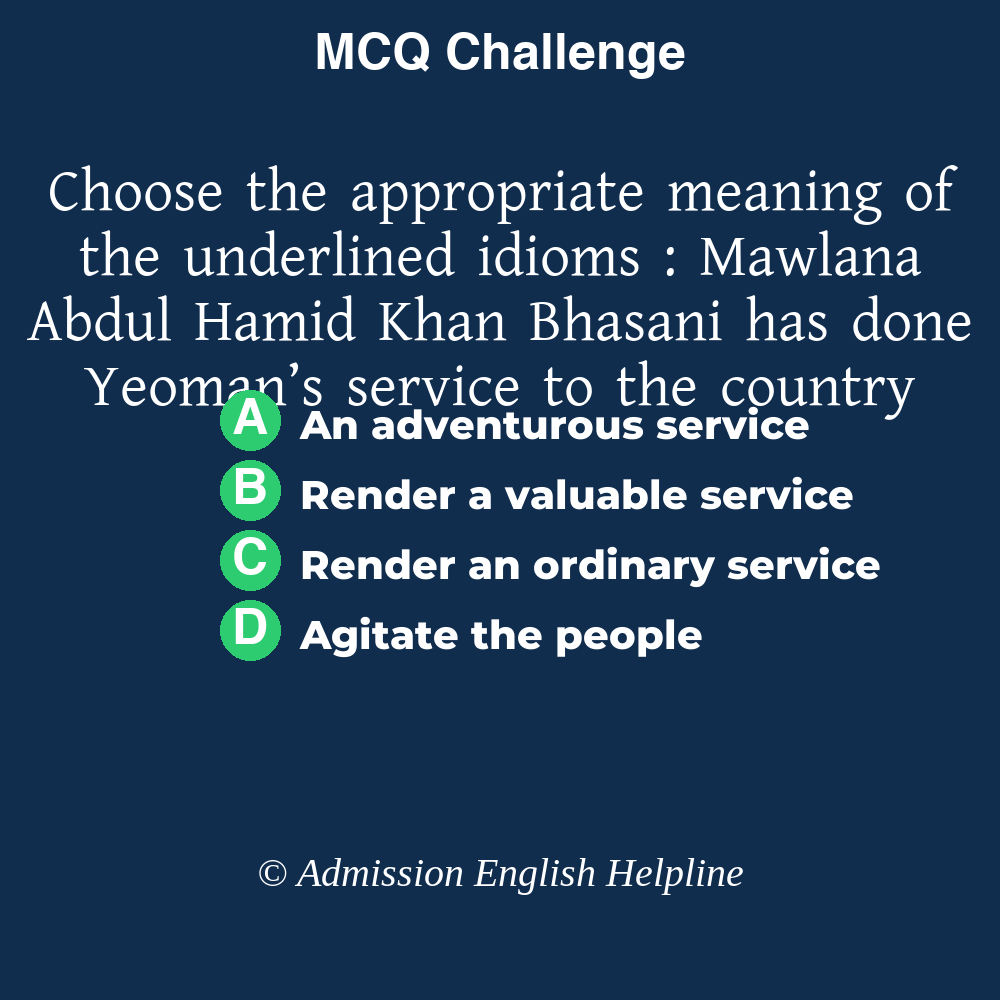 MCQ Challenge
Choose the appropriate meaning of
the underlined idioms : Mawlana
Abdul Hamid Khan Bhasani has done
Yeoman’s service to the country
A An adventurous service
B Render a valuable service
C Render an ordinary service
D Agitate the people
© Admission English Helpline